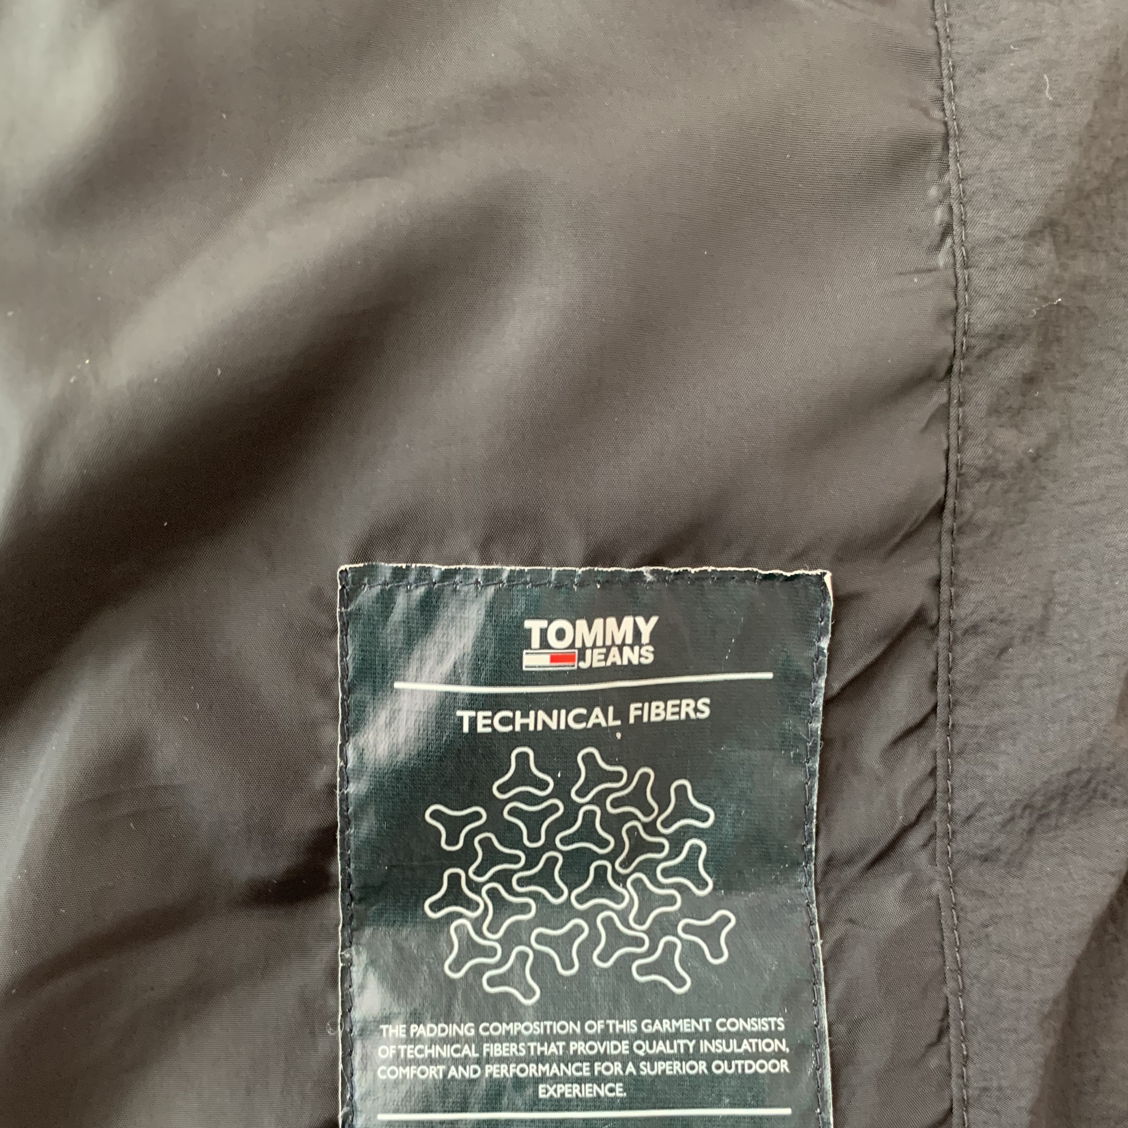 TOMMY
JEANS
TECHNICAL FIBERS
THE PADDING COMPOSITION OF THIS GARMENT CONSISTS
OF TECHNICAL FIBERS THAT PROVIDE QUALITY INSULATION,
COMFORT AND PERFORMANCE FOR A SUPERIOR OUTDOOR
EXPERIENCE.